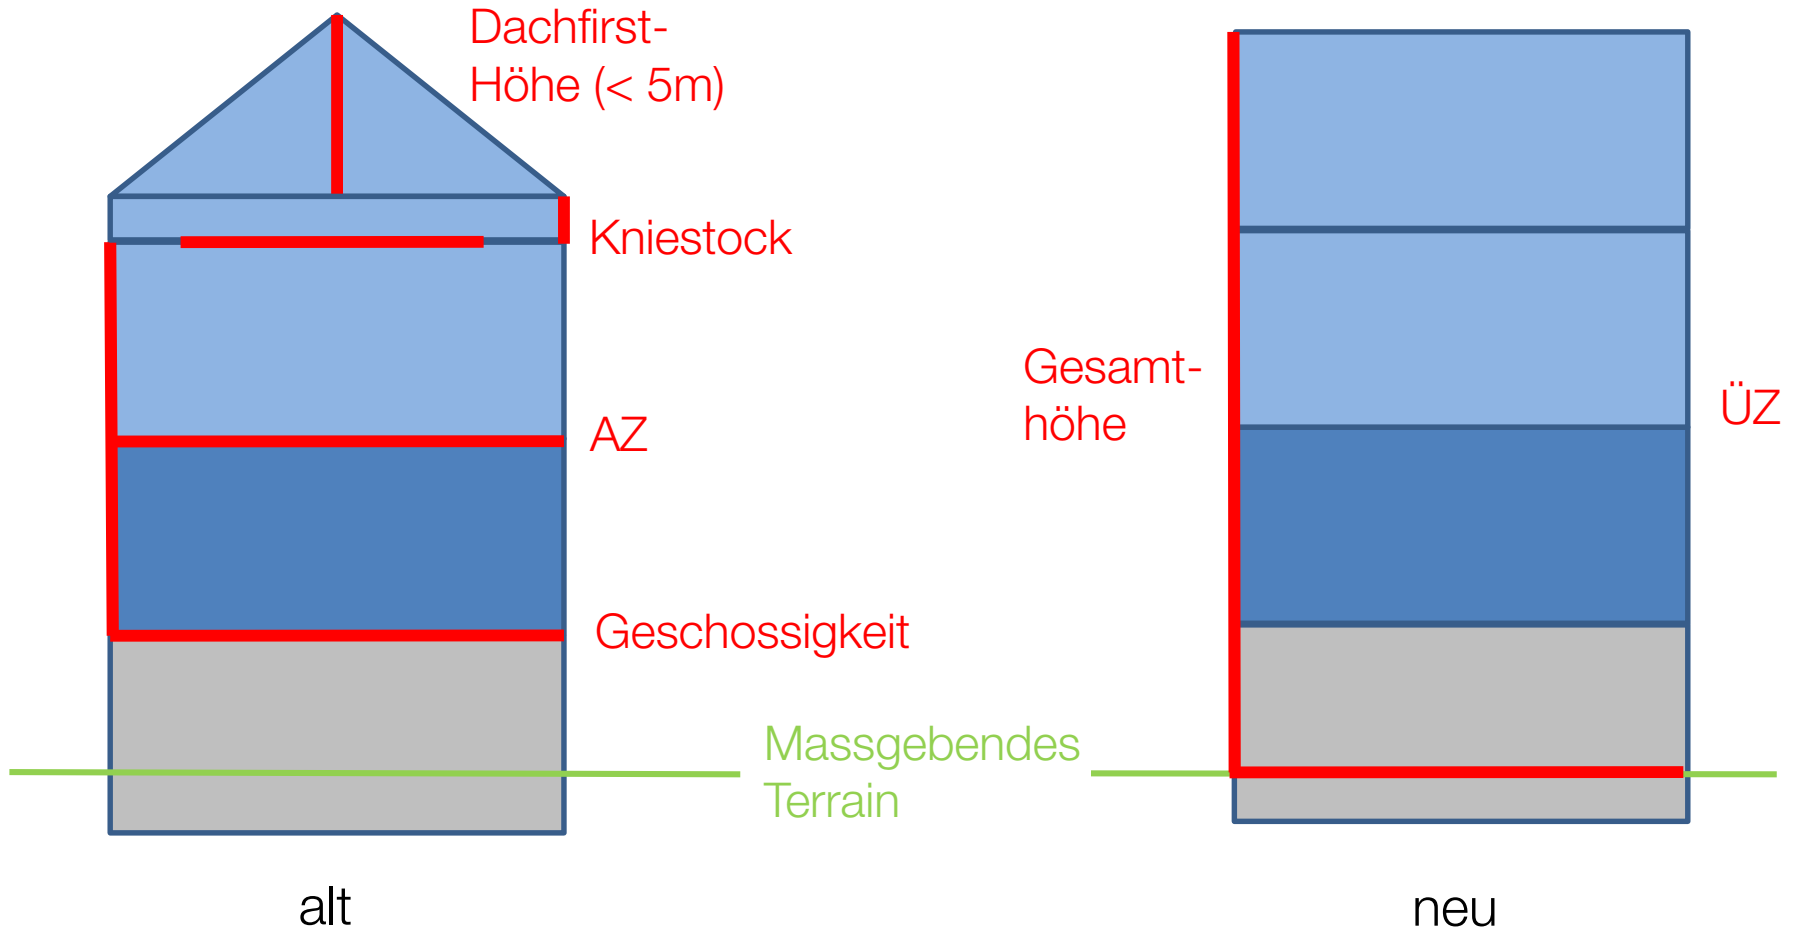 Dachfirst-
Höhe (< 5m)
Kniestock
AZ
Geschossigkeit
Massgebendes
Terrain
alt
Gesamt-
höhe
ÜZ
neu